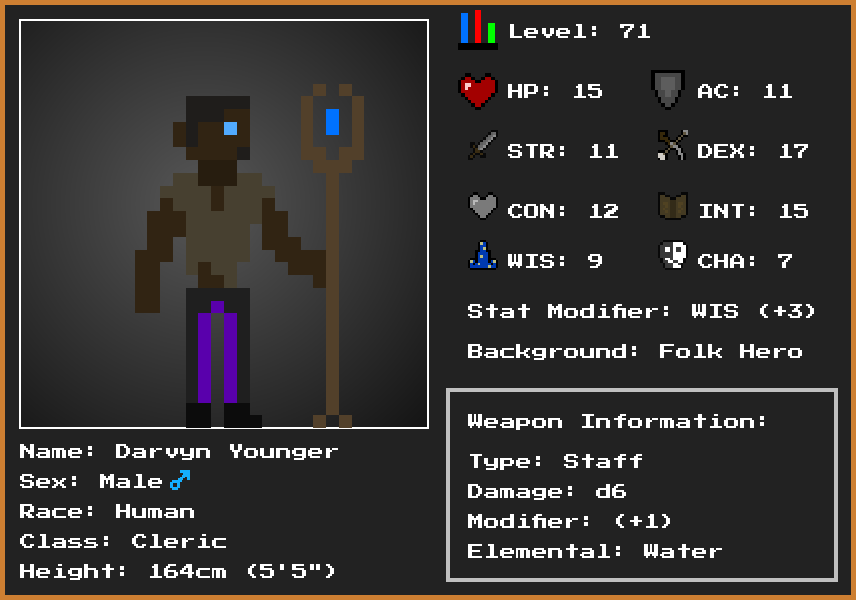 Level: 71
HP: 15
AC: 11
STR: 11
DEX: 17
CON: 12
INT: 15
WIS: 9
CHA: 7
Stat Modifier: WIS (+3)
Background: Folk Hero
Weapon Information:
Type: Staff
Damage: d6
Modifier: (+1)
Elemental: Water
Name: Darvyn Younger
Sex: Male♂
Race: Human
Class: Cleric
Height: 164cm (5'5")